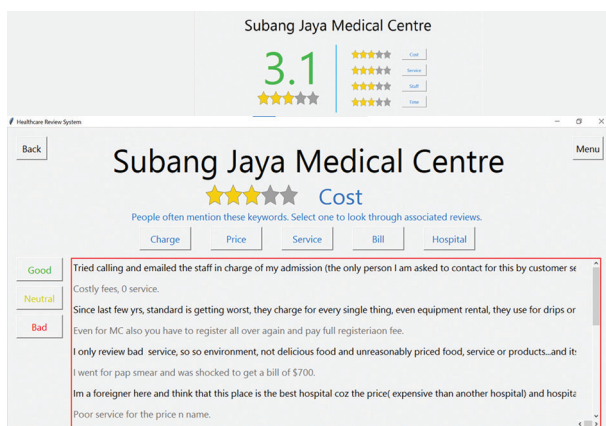 Subang Jaya Medical Centre
3.1
Cost
Service
Staff
Time
Healthcare Review System
Back
Menu
Subang Jaya Medical Centre
Cost
People often mention these keywords. Select one to look through associated reviews.
Charge
Price
Service
Bill
Hospital
Good
Neutral
Bad
Tried calling and emailed the staff in charge of my admission (the only person I am asked to contact for this by customer se
Costly fees, 0 service.
Since last few yrs, standard is getting worst, they charge for every single thing, even equipment rental, they use for drips or
Even for MC also you have to register all over again and pay full registeriaon fee.
I only review bad service, so so environment, not delicious food and unreasonably priced food, service or products...and its
I went for pap smear and was shocked to get a bill of $700.
Im a foreigner here and think that this place is the best hospital coz the price( expensive than another hospital) and hospita
Poor service for the price n name.